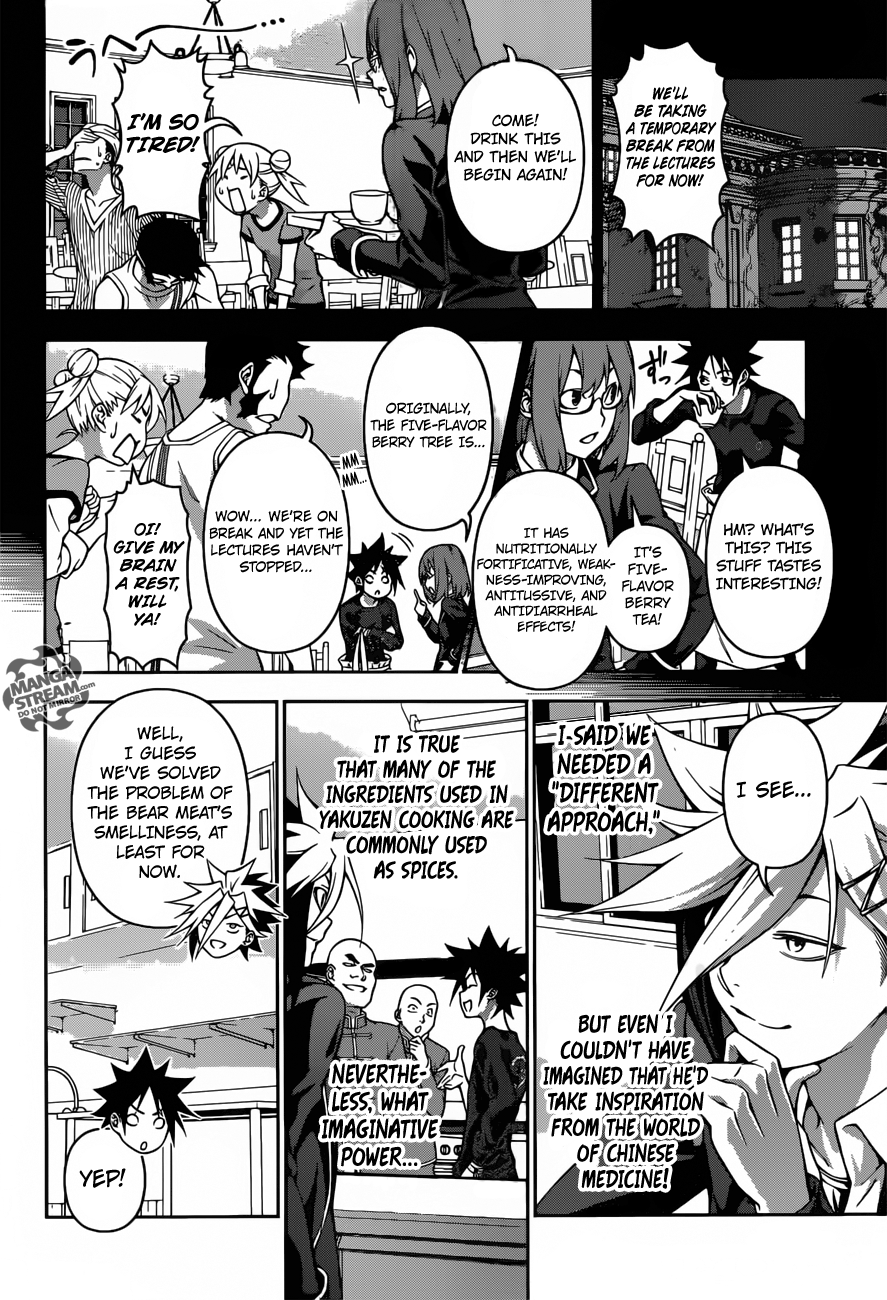 WE'LL
BE TAKING
A TEMPORARY
BREAK FROM
THE LECTURES
FOR NOW!
COME!
DRINK THIS
AND THEN WE'LL
BEGIN AGAIN!
I'M SO
TIRED!
HM? WHAT'S
THIS? THIS
STUFF TASTES
INTERESTING!
ずっ
IT'S
FIVE-
FLAVOR
BERRY
TEA!
IT HAS
NUTRITIONALLY
FORTIFICATIVE, WEAK-
NESS-IMPROVING,
ANTITUSSIVE, AND
ANTIDIARRHEAL
EFFECTS!
ORIGINALLY,
THE FIVE-FLAVOR
BERRY TREE IS...
MM
MM...
WOW... WE'RE ON
BREAK AND YET THE
LECTURES HAVEN'T
STOPPED...
OI!
GIVE MY
BRAIN
A REST,
WILL
YA!
MANGA
STREAM.com
DO NOT MIRROR
I SEE...
I SAID WE
NEEDED A
"DIFFERENT
APPROACH,"
BUT EVEN I
COULDN'T HAVE
IMAGINED THAT HE'D
TAKE INSPIRATION
FROM THE WORLD
OF CHINESE
MEDICINE!
IT IS TRUE
THAT MANY OF THE
INGREDIENTS USED IN
YAKUZEN COOKING ARE
COMMONLY USED
AS SPICES.
NEVERTHE-
LESS, WHAT
IMAGINATIVE
POWER...
WELL,
I GUESS
WE'VE SOLVED
THE PROBLEM OF
THE BEAR MEAT'S
SMELLINESS, AT
LEAST FOR
NOW.
YEP!